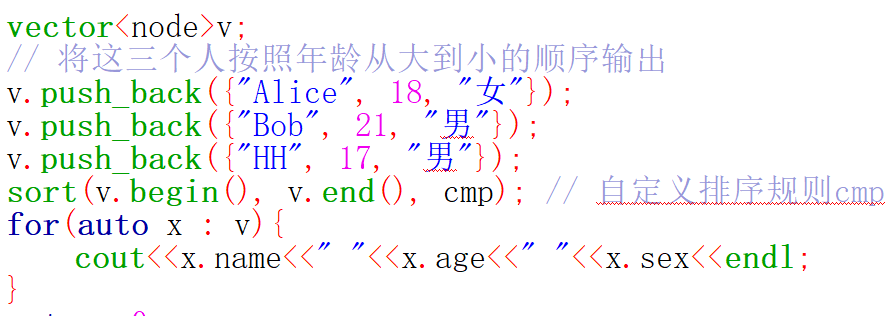 vector<node>v;
// 将这三个人按照年龄从大到小的顺序输出
v.push_back({"Alice", 18, "女"});
v.push_back({"Bob", 21, "男"});
v.push_back({"HH", 17, "男"});
sort(v.begin(), v.end(), cmp); // 自定义排序规则cmp
for(auto x : v){
    cout<<x.name<<" "<<x.age<<" "<<x.sex<<endl;
}